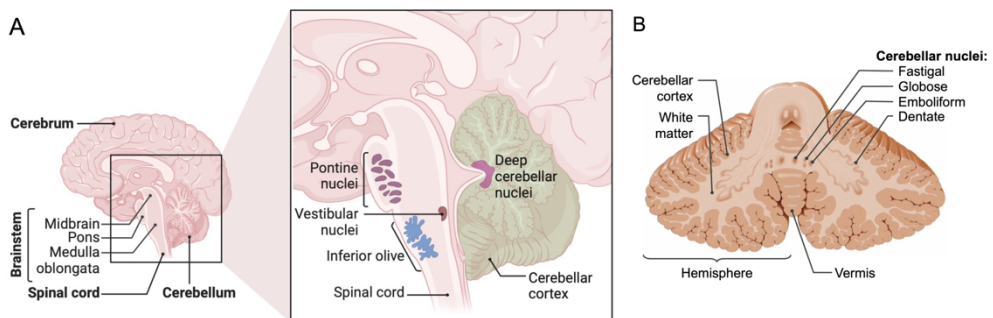 A
Cerebrum
Midbrain
Pons
Medulla
oblongata
Brainstem
Spinal cord
Cerebellum
Pontine
nuclei
Vestibular
nuclei
Inferior olive
Spinal cord
Deep
cerebellar
nuclei
Cerebellar
cortex
B
Cerebellar nuclei:
Fastigal
Globose
Emboliform
Dentate
Cerebellar
cortex
White
matter
Hemisphere
Vermis